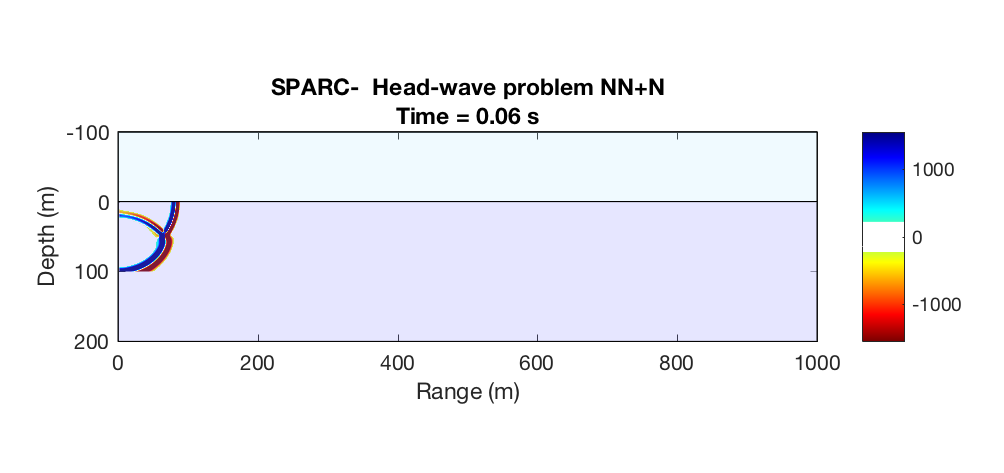 SPARC- Head-wave problem NN+N
Time = 0.06 s
-100
0
100
200
Depth (m)
0 200 400 600 800 1000
Range (m)
1000
0
-1000